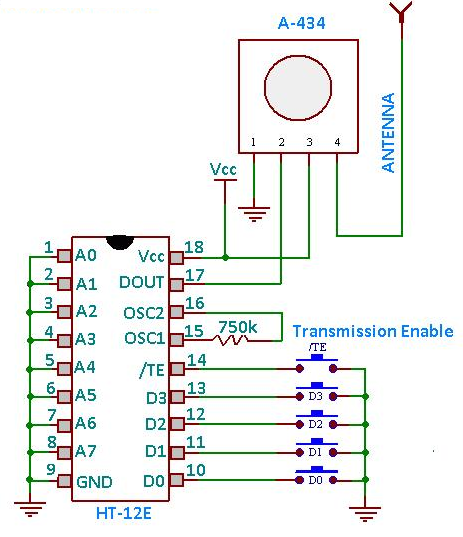 A-434
1 2 3 4
ANTENNA
Vcc
1 A0 Vcc 18
2 A1 DOUT 17
3 A2 OSC2 16
4 A3 OSC1 15 750k
Transmission Enable
5 A4 /TE 14 /TE
6 A5 D3 13 D3
7 A6 D2 12 D2
8 A7 D1 11 D1
9 GND D0 10 D0
HT-12E